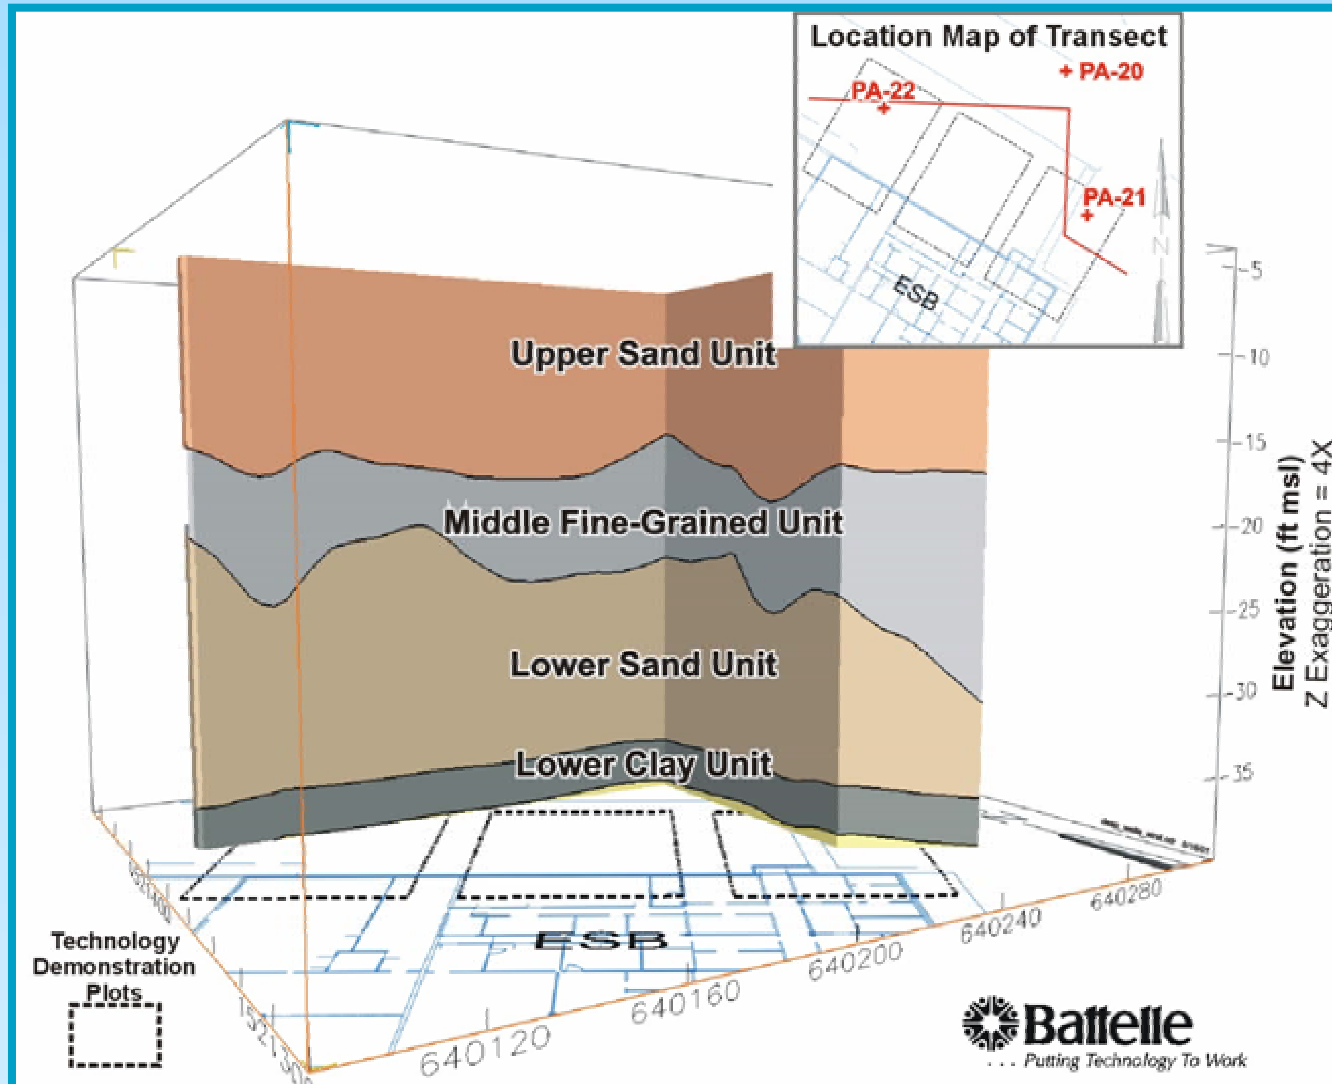 Location Map of Transect
PA-20
PA-22
PA-21
N
ESB
Upper Sand Unit
Middle Fine-Grained Unit
Lower Sand Unit
Lower Clay Unit
-5
-10
-15
-20
-25
-30
-35
Elevation (ft msl)
Z Exaggeration = 4X
ESB
640120
640160
640200
640240
640280
Technology
Demonstration
Plots
Battelle
... Putting Technology To Work